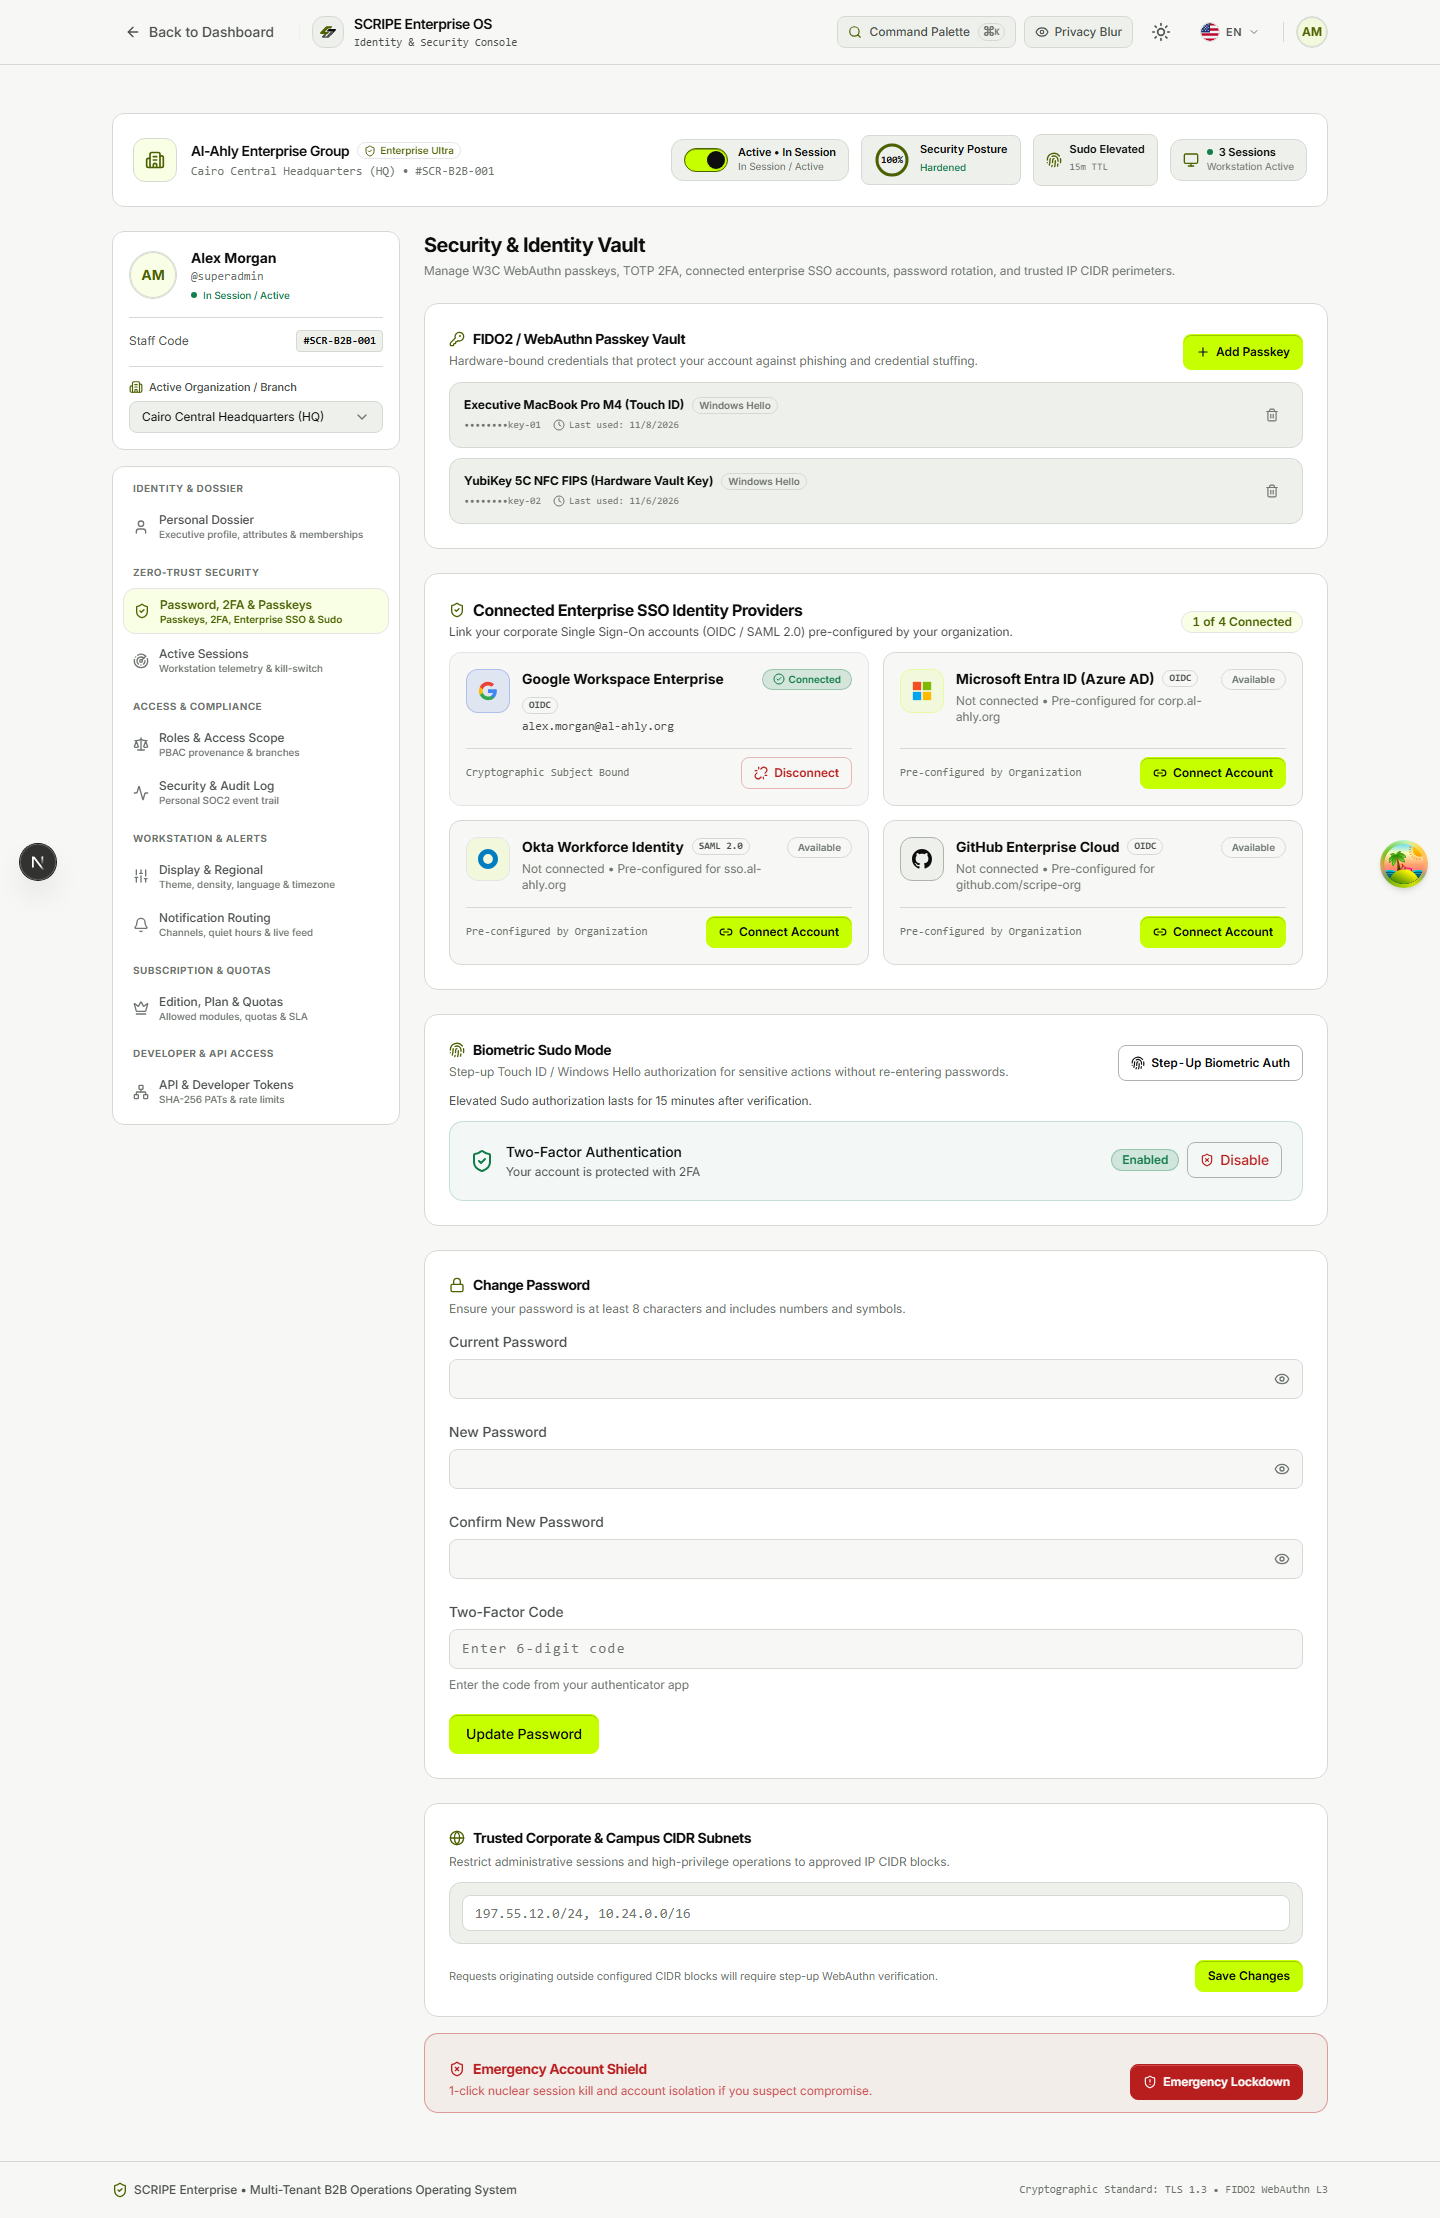 Back to Dashboard
SCRIPE Enterprise OS
Identity & Security Console
Command Palette ⌘K
Privacy Blur
EN
AM
Al-Ahly Enterprise Group Enterprise Ultra
Cairo Central Headquarters (HQ) • #SCR-B2B-001
Active • In Session
In Session / Active
100%
Security Posture
Hardened
Sudo Elevated
15m TTL
3 Sessions
Workstation Active
AM
Alex Morgan
@superadmin
In Session / Active
Staff Code #SCR-B2B-001
Active Organization / Branch
Cairo Central Headquarters (HQ)
IDENTITY & DOSSIER
Personal Dossier
Executive profile, attributes & memberships
ZERO-TRUST SECURITY
Password, 2FA & Passkeys
Passkeys, 2FA, Enterprise SSO & Sudo
Active Sessions
Workstation telemetry & kill-switch
ACCESS & COMPLIANCE
Roles & Access Scope
PBAC provenance & branches
Security & Audit Log
Personal SOC2 event trail
WORKSTATION & ALERTS
Display & Regional
Theme, density, language & timezone
Notification Routing
Channels, quiet hours & live feed
SUBSCRIPTION & QUOTAS
Edition, Plan & Quotas
Allowed modules, quotas & SLA
DEVELOPER & API ACCESS
API & Developer Tokens
SHA-256 PATs & rate limits
Security & Identity Vault
Manage W3C WebAuthn passkeys, TOTP 2FA, connected enterprise SSO accounts, password rotation, and trusted IP CIDR perimeters.
FIDO2 / WebAuthn Passkey Vault
Hardware-bound credentials that protect your account against phishing and credential stuffing.
Add Passkey
Executive MacBook Pro M4 (Touch ID) Windows Hello
••••••••key-01 Last used: 11/8/2026
YubiKey 5C NFC FIPS (Hardware Vault Key) Windows Hello
••••••••key-02 Last used: 11/6/2026
Connected Enterprise SSO Identity Providers
Link your corporate Single Sign-On accounts (OIDC / SAML 2.0) pre-configured by your organization.
1 of 4 Connected
Google Workspace Enterprise
OIDC
alex.morgan@al-ahly.org
Connected
Cryptographic Subject Bound
Disconnect
Microsoft Entra ID (Azure AD) OIDC
Not connected • Pre-configured for corp.al-
ahly.org
Available
Pre-configured by Organization
Connect Account
Okta Workforce Identity SAML 2.0
Not connected • Pre-configured for sso.al-
ahly.org
Available
Pre-configured by Organization
Connect Account
GitHub Enterprise Cloud OIDC
Not connected • Pre-configured for
github.com/scripe-org
Available
Pre-configured by Organization
Connect Account
Biometric Sudo Mode
Step-up Touch ID / Windows Hello authorization for sensitive actions without re-entering passwords.
Step-Up Biometric Auth
Elevated Sudo authorization lasts for 15 minutes after verification.
Two-Factor Authentication
Your account is protected with 2FA
Enabled
Disable
Change Password
Ensure your password is at least 8 characters and includes numbers and symbols.
Current Password
New Password
Confirm New Password
Two-Factor Code
Enter 6-digit code
Enter the code from your authenticator app
Update Password
Trusted Corporate & Campus CIDR Subnets
Restrict administrative sessions and high-privilege operations to approved IP CIDR blocks.
197.55.12.0/24, 10.24.0.0/16
Requests originating outside configured CIDR blocks will require step-up WebAuthn verification.
Save Changes
Emergency Account Shield
1-click nuclear session kill and account isolation if you suspect compromise.
Emergency Lockdown
SCRIPE Enterprise • Multi-Tenant B2B Operations Operating System
Cryptographic Standard: TLS 1.3 • FIDO2 WebAuthn L3
N